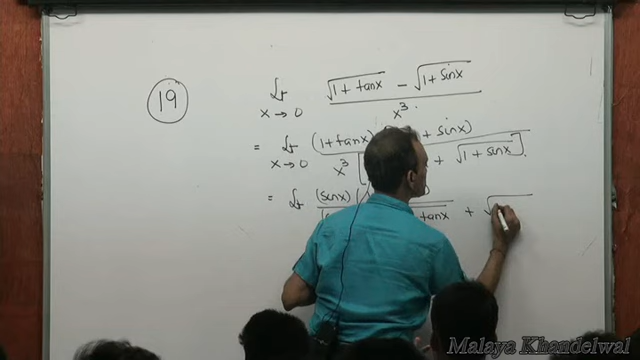 19
Lt x → 0 √(1 + tanx) − √(1 + sinx) / x³
= Lt x → 0 (1 + tanx) + sinx) / x³ [ + √(1 + sinx) ]
= Lt (sinx) ( tanx + √
Malaya Khandelwal